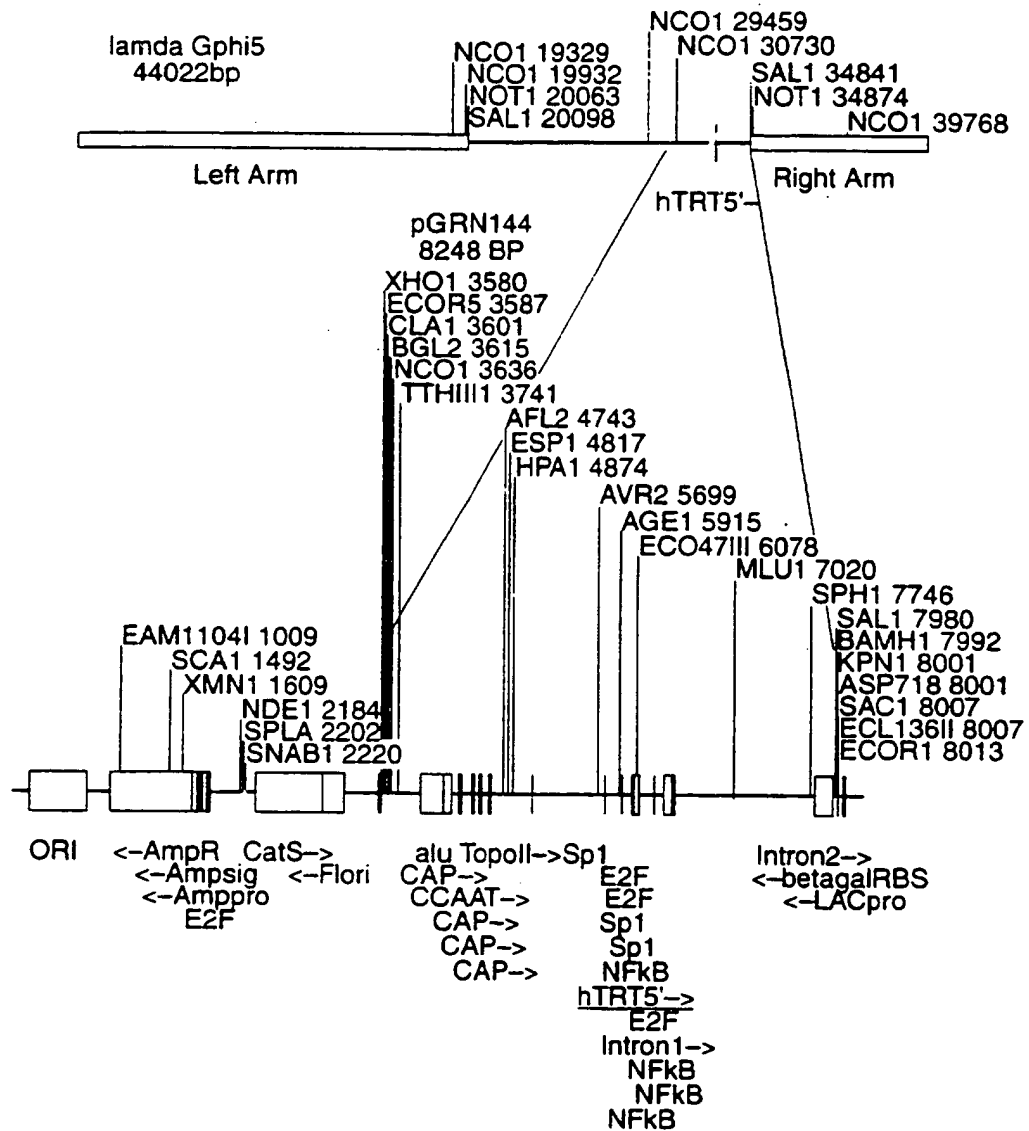 lamda Gphi5
44022bp
NCO1 19329
NCO1 19932
NOT1 20063
SAL1 20098
NCO1 29459
NCO1 30730
SAL1 34841
NOT1 34874
NCO1 39768
Left Arm
Right Arm
hTRT5'–
pGRN144
8248 BP
XHO1 3580
ECOR5 3587
CLA1 3601
BGL2 3615
NCO1 3636
TTHIII1 3741
AFL2 4743
ESP1 4817
HPA1 4874
AVR2 5699
AGE1 5915
ECO47III 6078
MLU1 7020
SPH1 7746
SAL1 7980
BAMH1 7992
KPN1 8001
ASP718 8001
SAC1 8007
ECL136II 8007
ECOR1 8013
EAM1104I 1009
SCA1 1492
XMN1 1609
NDE1 2184
SPLA 2202
SNAB1 2220
ORI
<–AmpR
<–Ampsig
<–Amppro
E2F
CatS–>
<–Flori
alu TopoII–>Sp1
CAP–>
CCAAT–>
CAP–>
CAP–>
CAP–>
E2F
E2F
Sp1
Sp1
NFkB
hTRT5'–>
E2F
Intron1–>
NFkB
NFkB
NFkB
Intron2–>
<–betagalRBS
<–LACpro